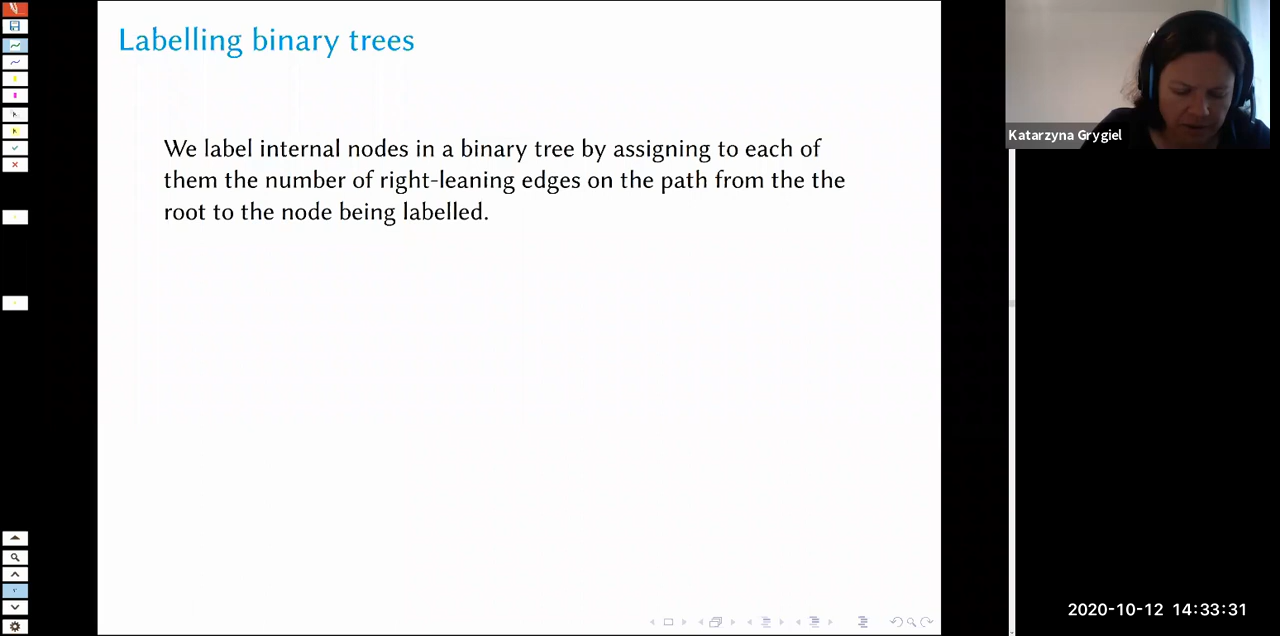 Labelling binary trees
We label internal nodes in a binary tree by assigning to each of
them the number of right-leaning edges on the path from the the
root to the node being labelled.
Katarzyna Grygiel
2020-10-12 14:33:31